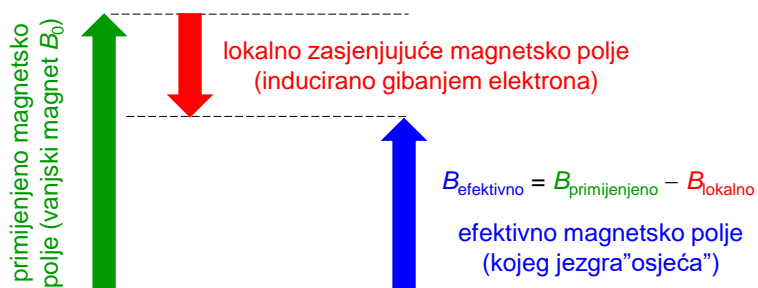 primijenjeno magnetsko
polje (vanjski magnet B₀)
lokalno zasjenjujuće magnetsko polje
(inducirano gibanjem elektrona)
Befektivno = Bprimijenjeno − Blokalno
efektivno magnetsko polje
(kojeg jezgra”osjeća”)